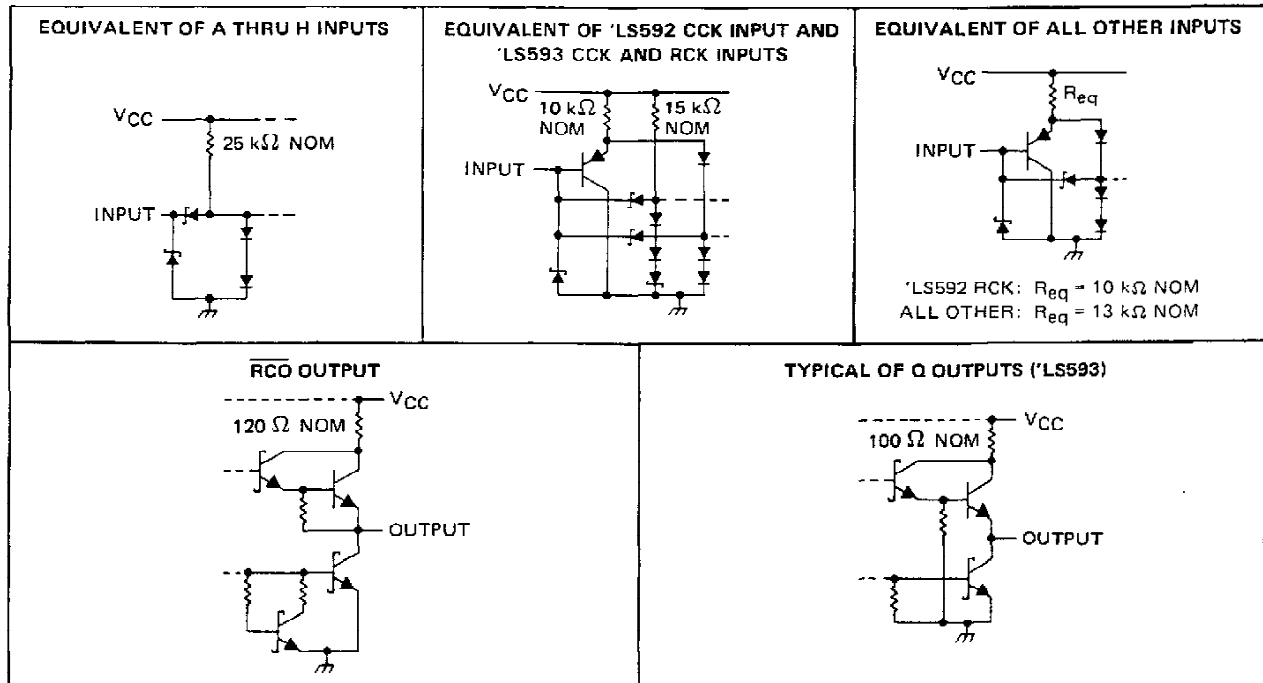 EQUIVALENT OF A THRU H INPUTS
VCC
25 kΩ NOM
INPUT
EQUIVALENT OF 'LS592 CCK INPUT AND
'LS593 CCK AND RCK INPUTS
VCC
10 kΩ
NOM
15 kΩ
NOM
INPUT
EQUIVALENT OF ALL OTHER INPUTS
VCC
Req
INPUT
'LS592 RCK: Req = 10 kΩ NOM
ALL OTHER: Req = 13 kΩ NOM
RCO OUTPUT
VCC
120 Ω NOM
OUTPUT
TYPICAL OF Q OUTPUTS ('LS593)
VCC
100 Ω NOM
OUTPUT